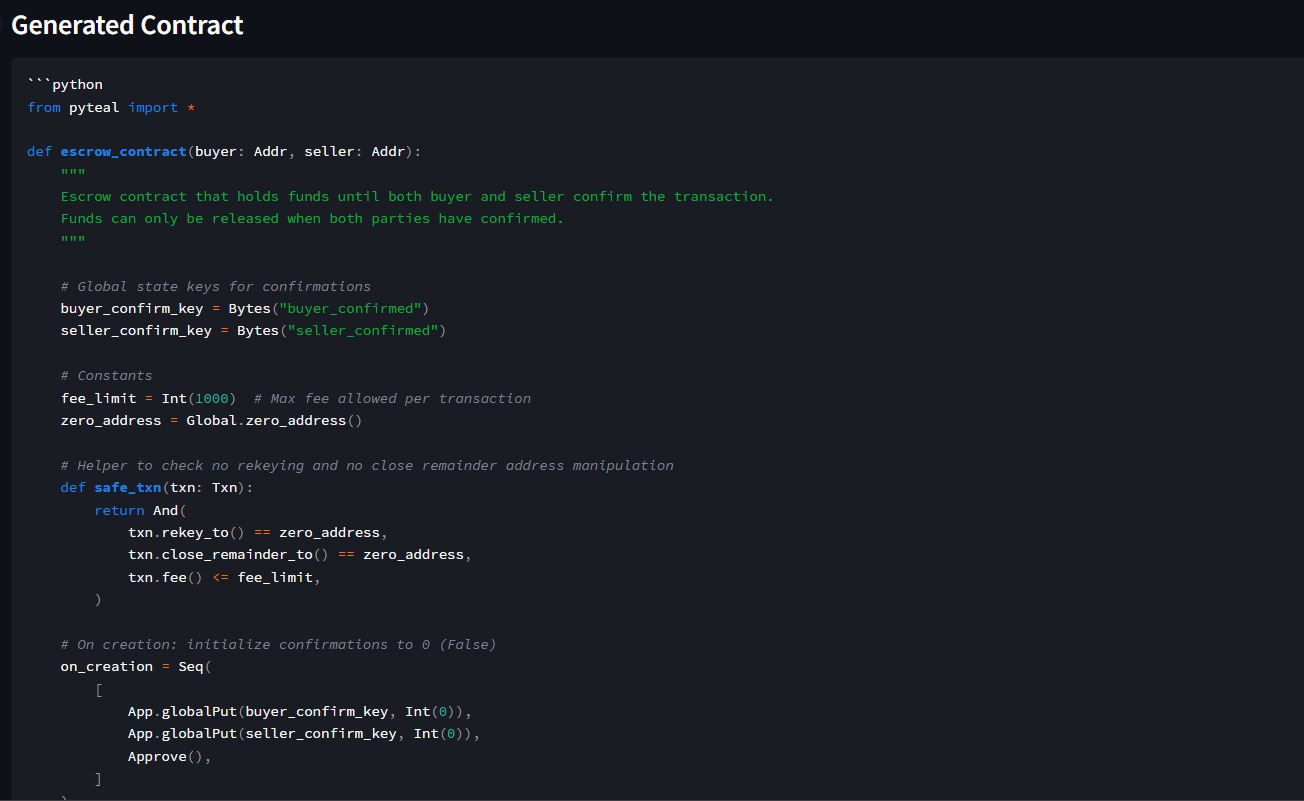 Generated Contract
```python
from pyteal import *
def escrow_contract(buyer: Addr, seller: Addr):
    """
    Escrow contract that holds funds until both buyer and seller confirm the transaction.
    Funds can only be released when both parties have confirmed.
    """
    # Global state keys for confirmations
    buyer_confirm_key = Bytes("buyer_confirmed")
    seller_confirm_key = Bytes("seller_confirmed")
    # Constants
    fee_limit = Int(1000)  # Max fee allowed per transaction
    zero_address = Global.zero_address()
    # Helper to check no rekeying and no close remainder address manipulation
    def safe_txn(txn: Txn):
        return And(
            txn.rekey_to() == zero_address,
            txn.close_remainder_to() == zero_address,
            txn.fee() <= fee_limit,
        )
    # On creation: initialize confirmations to 0 (False)
    on_creation = Seq(
        [
            App.globalPut(buyer_confirm_key, Int(0)),
            App.globalPut(seller_confirm_key, Int(0)),
            Approve(),
        ]